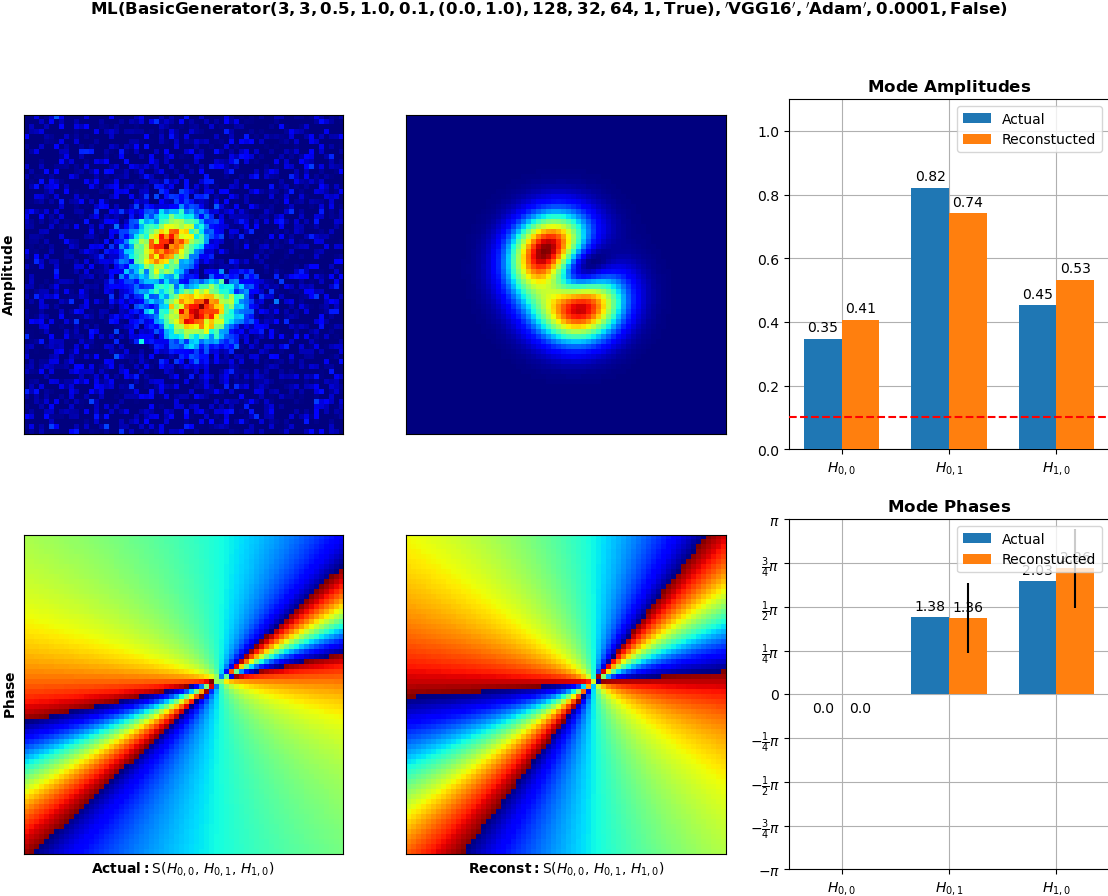 ML(BasicGenerator(3, 3, 0.5, 1.0, 0.1, (0.0, 1.0), 128, 32, 64, 1, True), ′VGG16′, ′Adam′, 0.0001, False)
Amplitude
Mode Amplitudes
Actual
Reconstucted
1.0
0.8
0.6
0.4
0.2
0.0
0.35
0.41
0.82
0.74
0.45
0.53
H0,0
H0,1
H1,0
Phase
Actual: S(H0,0, H0,1, H1,0)
Reconst: S(H0,0, H0,1, H1,0)
Mode Phases
Actual
Reconstucted
π
3/4π
1/2π
1/4π
0
−1/4π
−1/2π
−3/4π
−π
0.0
0.0
1.38
1.36
2.03
H0,0
H0,1
H1,0